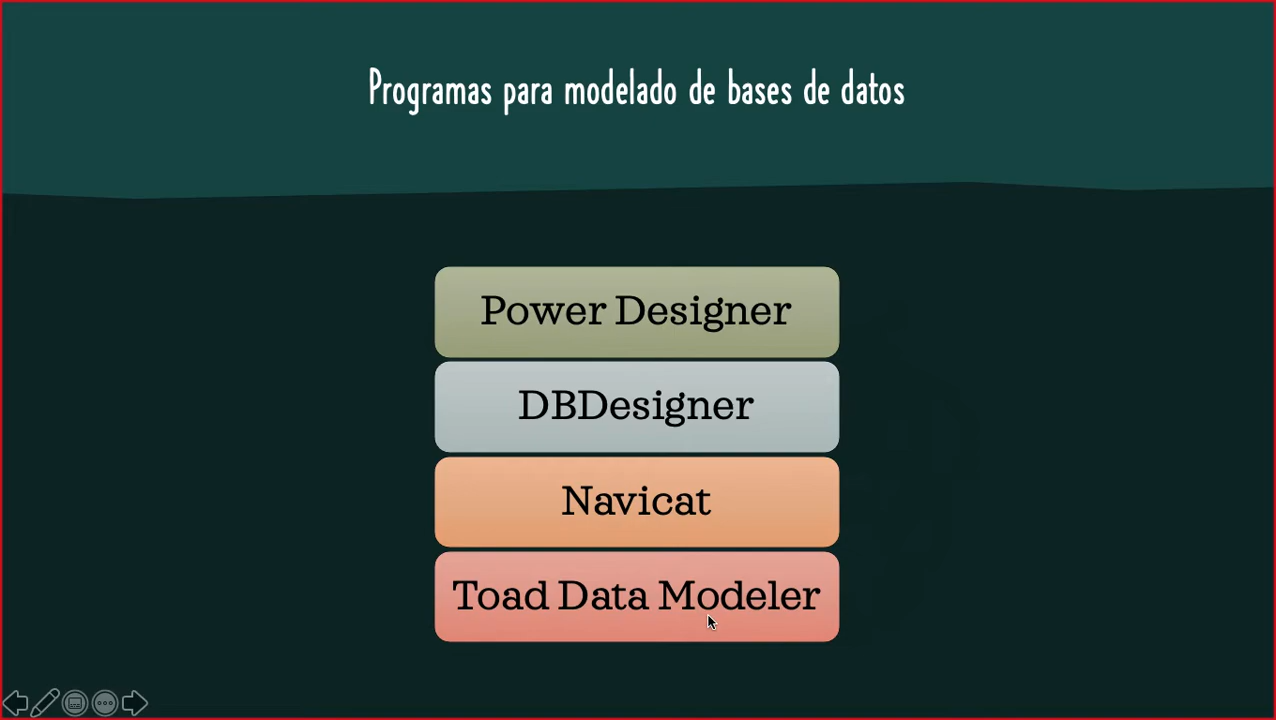 Programas para modelado de bases de datos
Power Designer
DBDesigner
Navicat
Toad Data Modeler